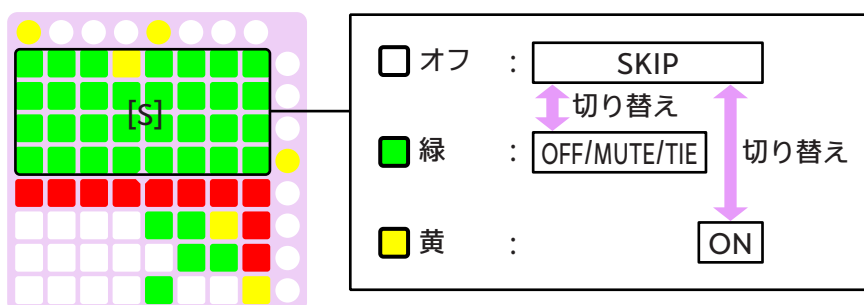 [S]
オフ : SKIP
切り替え
緑 : OFF/MUTE/TIE 切り替え
黄 : ON